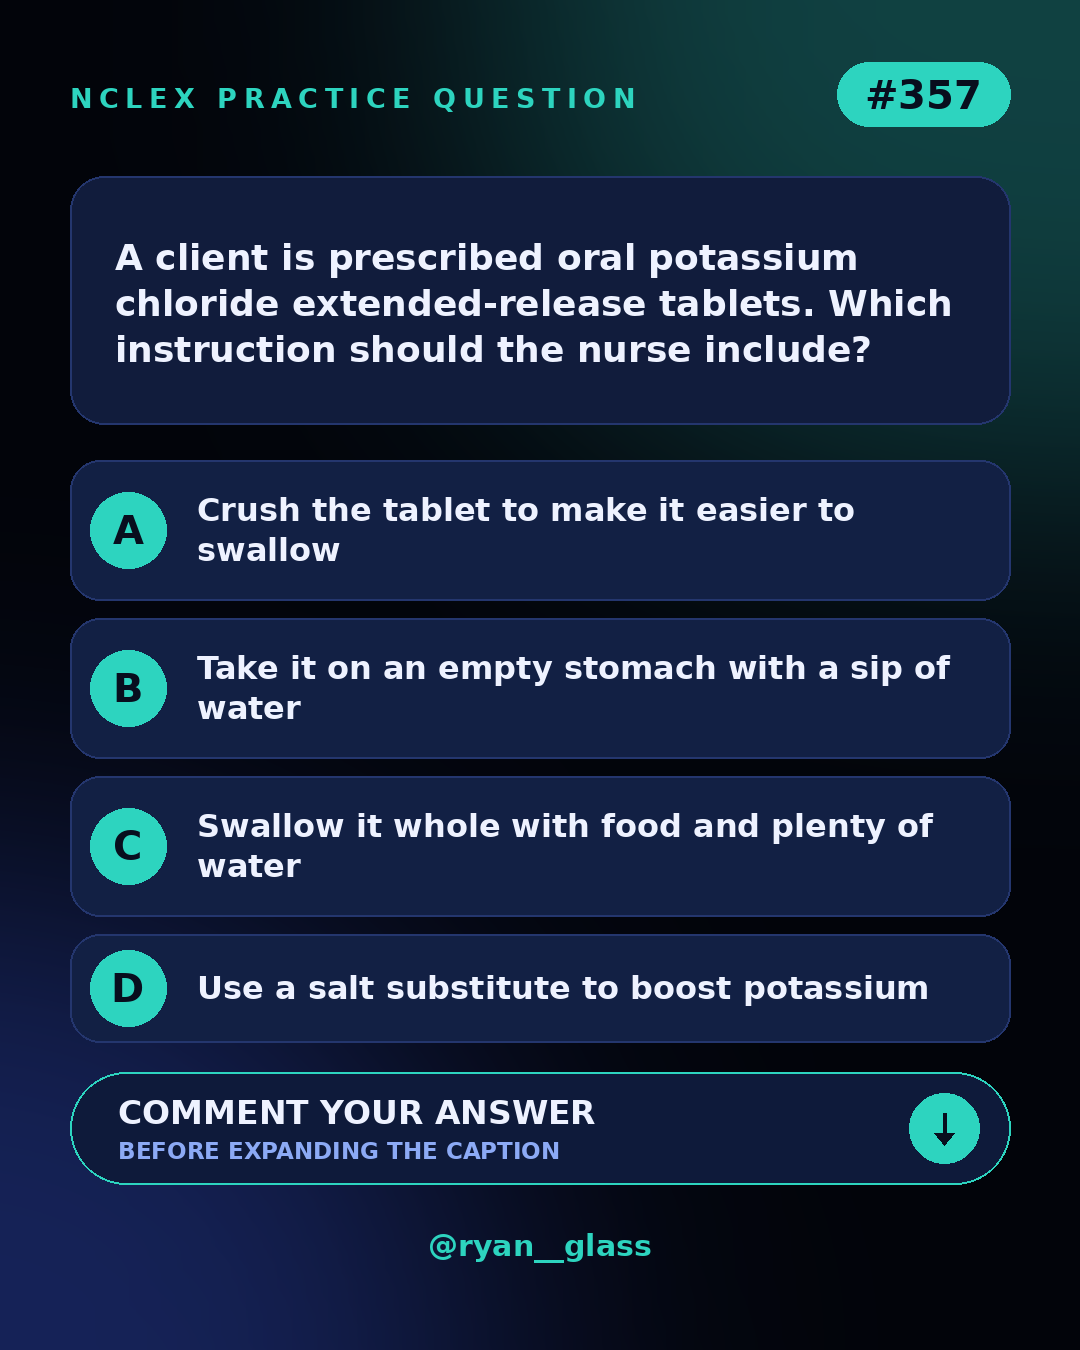 NCLEX PRACTICE QUESTION
#357
A client is prescribed oral potassium
chloride extended-release tablets. Which
instruction should the nurse include?
A
Crush the tablet to make it easier to
swallow
B
Take it on an empty stomach with a sip of
water
C
Swallow it whole with food and plenty of
water
D
Use a salt substitute to boost potassium
COMMENT YOUR ANSWER
BEFORE EXPANDING THE CAPTION
@ryan__glass